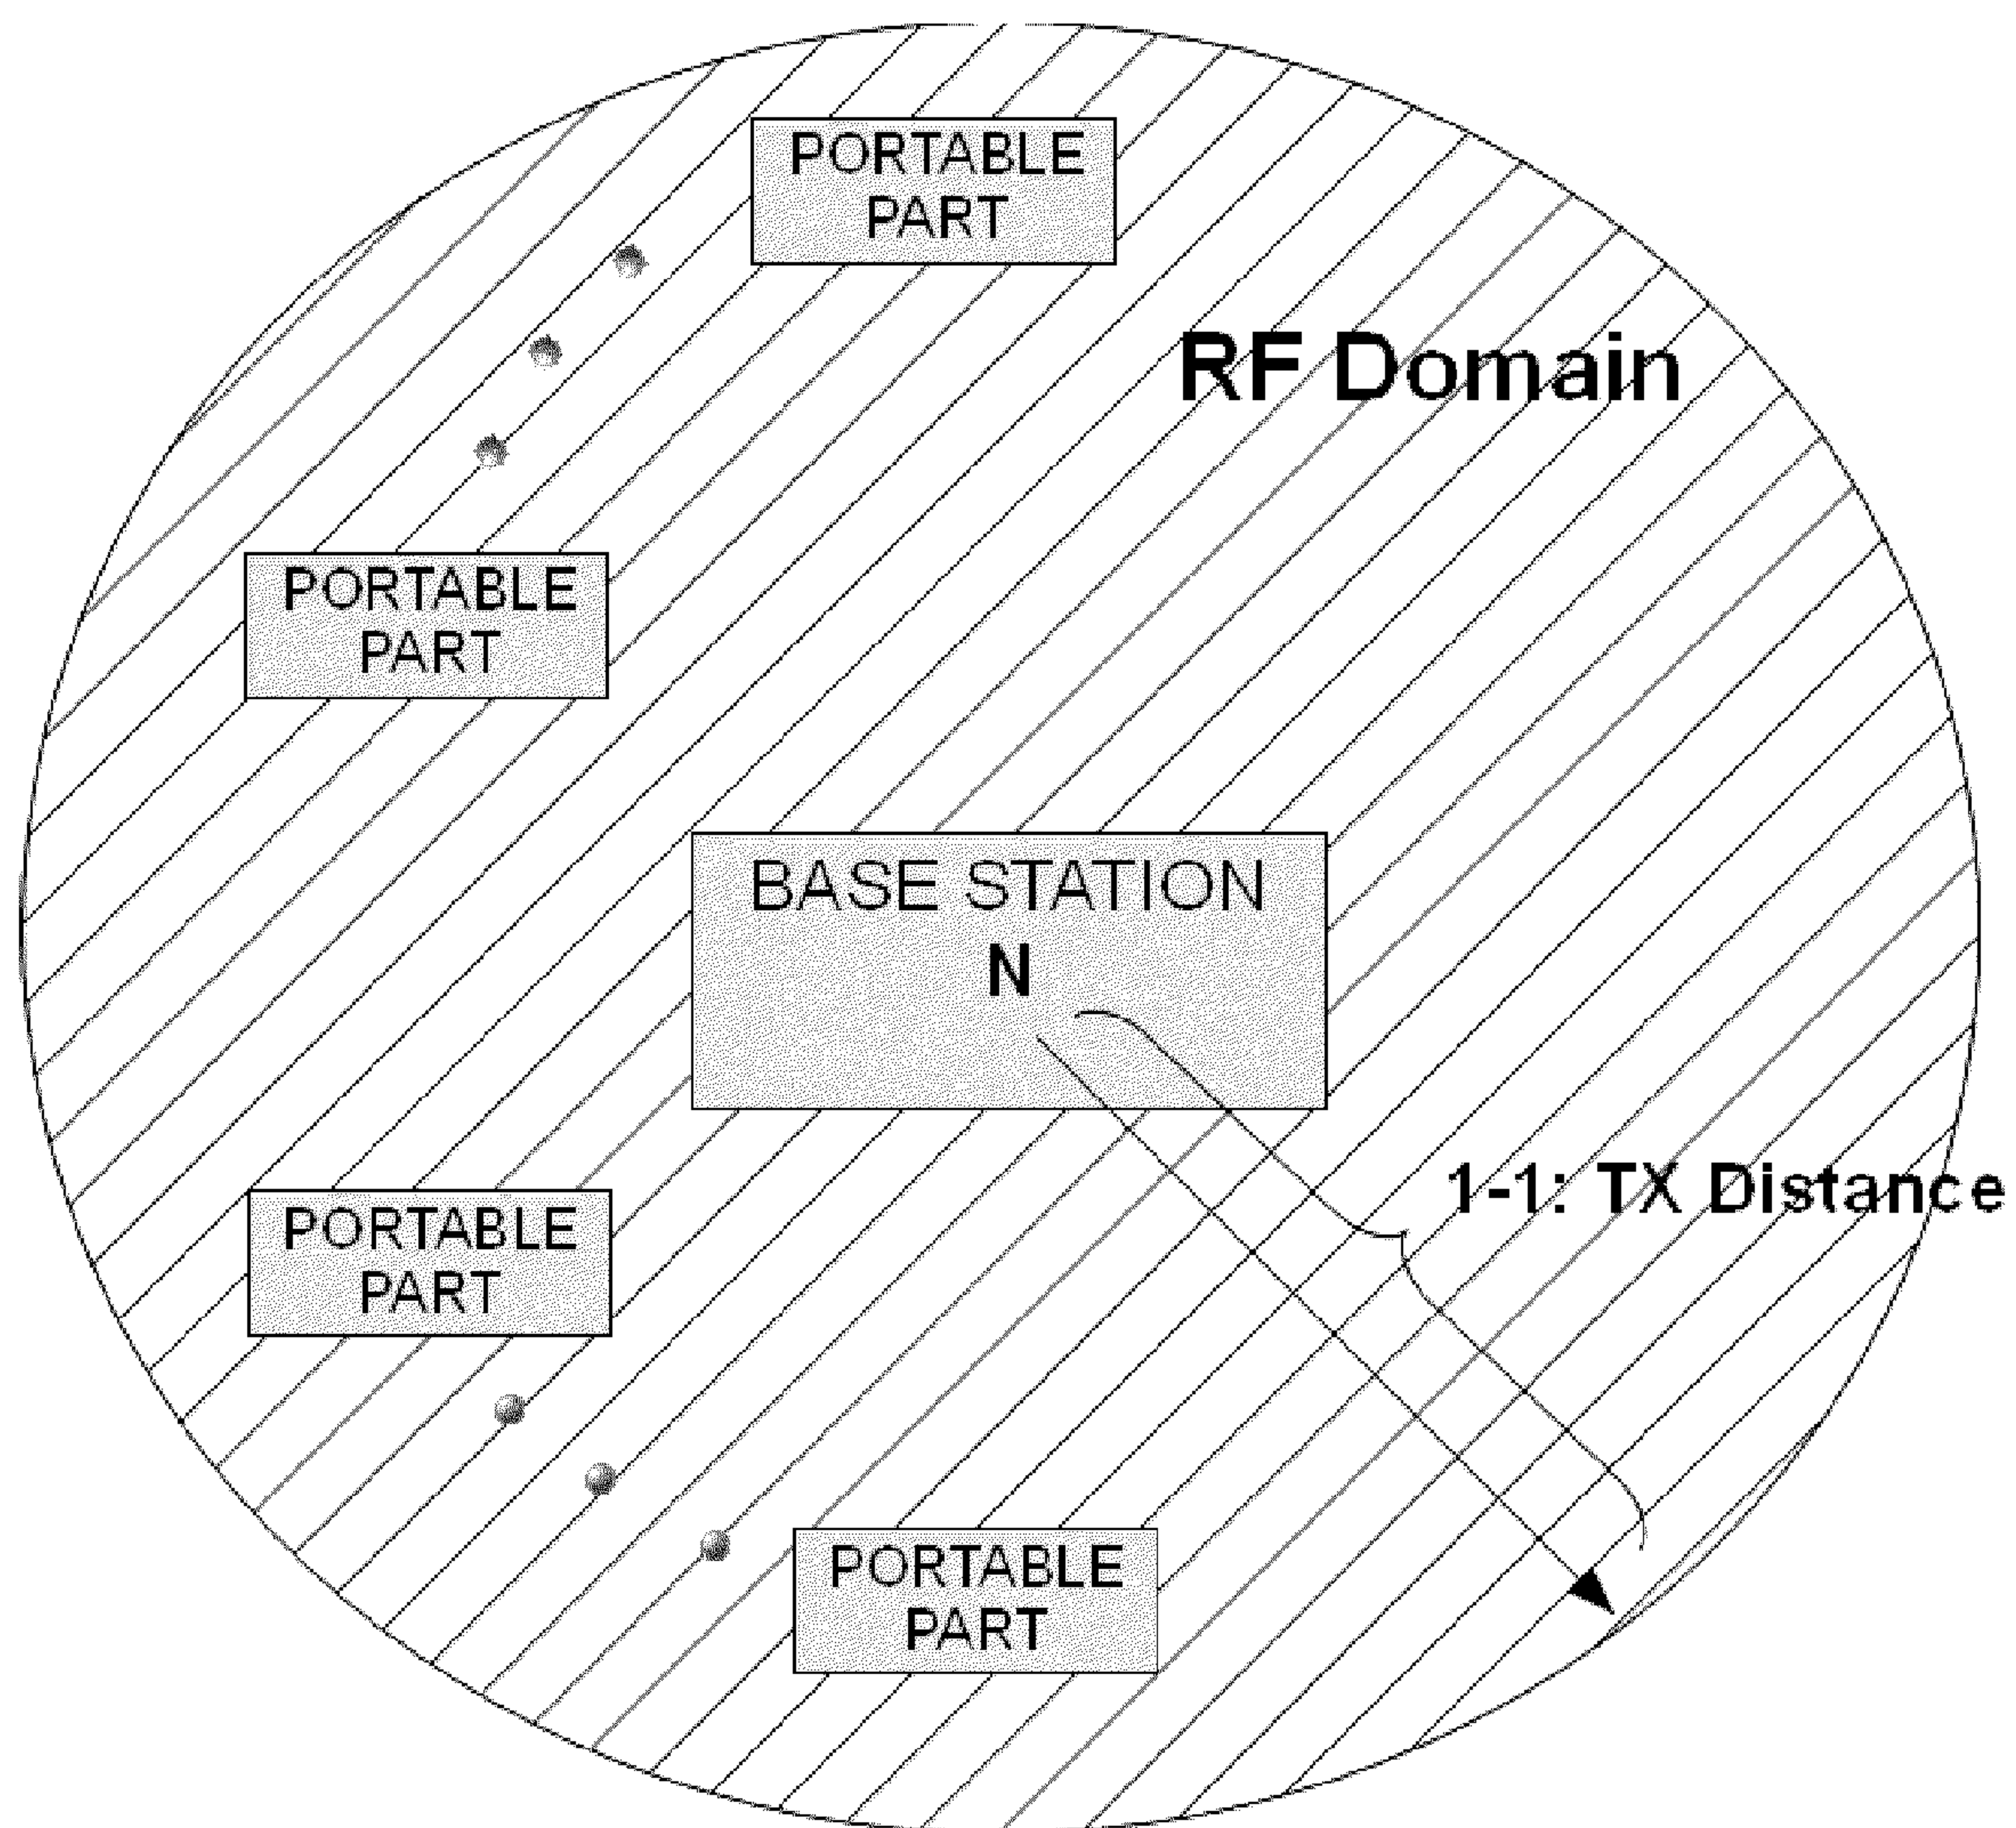 PORTABLE
PART
RF Domain
PORTABLE
PART
BASE STATION
N
1-1: TX Distance
PORTABLE
PART
PORTABLE
PART